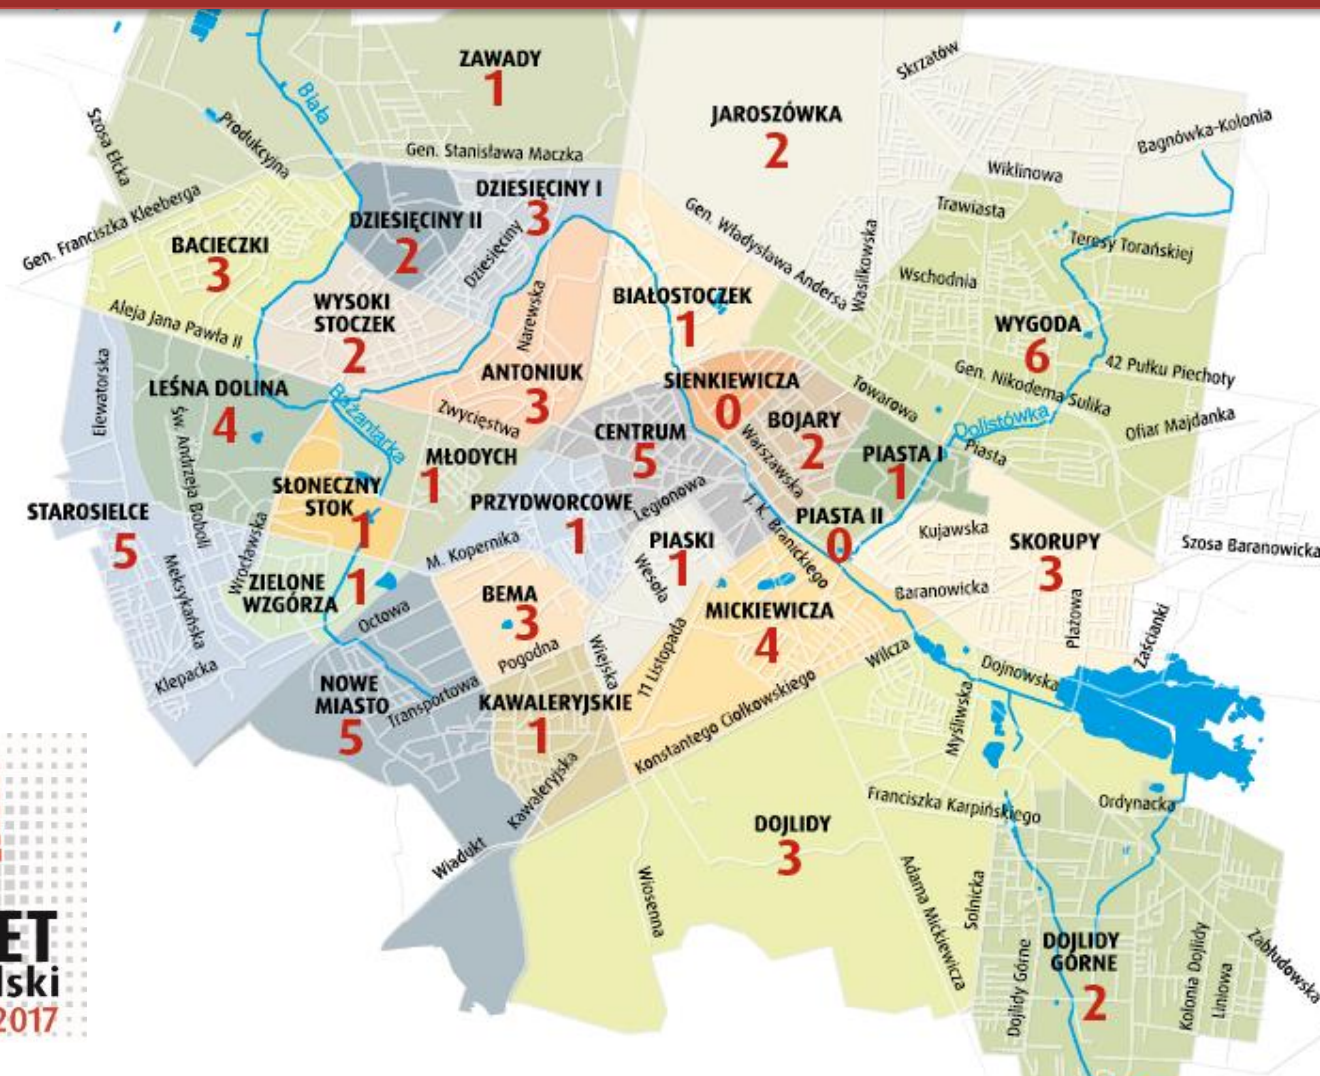 ZAWADY
1
Skrzatów
Biała
Szosa Ełcka
Produkcyjna
JAROSZÓWKA
2
Bagnówka-Kolonia
Gen. Stanisława Maczka
Wiklinowa
DZIESIĘCINY I
3
Gen. Franciszka Kleeberga
DZIESIĘCINY II
2
Dziesięciny
Gen. Władysława Andersa
Wasilkowska
Trawiasta
BACIECZKI
3
Teresy Torańskiej
Wschodnia
WYSOKI
STOCZEK
2
Narewska
BIAŁOSTOCZEK
1
Aleja Jana Pawła II
WYGODA
6
Elewatorska
LEŚNA DOLINA
4
Bażantarka
ANTONIUK
3
SIENKIEWICZA
0
42 Pułku Piechoty
Gen. Nikodema Sulika
Towarowa
Św. Andrzeja Boboli
Zwycięstwa
CENTRUM
5
BOJARY
2
Warszawska
Dolistówka
Ofiar Majdanka
PIASTA I
1
Piasta
MŁODYCH
1
SŁONECZNY
STOK
1
PRZYDWORCOWE
1
Legionowa
J. K. Branickiego
STAROSIELCE
5
Wrocławska
PIASTA II
0
Kujawska
SKORUPY
3
Szosa Baranowicka
M. Kopernika
PIASKI
1
Wesoła
Meksykańska
ZIELONE
WZGÓRZA
1
Octowa
BEMA
3
MICKIEWICZA
4
Baranowicka
Plażowa
Zaścianki
Pogodna
Wiejska
11 Listopada
Wilcza
Klepacka
Dojnowska
NOWE
MIASTO
5
Transportowa
KAWALERYJSKIE
1
Konstantego Ciołkowskiego
Myśliwska
Kawaleryjska
Franciszka Karpińskiego
Ordynacka
DOJLIDY
3
Wiadukt
Wiosenna
Adama Mickiewicza
Solnicka
DOJLIDY
GÓRNE
2
Dojlidy Górne
Kolonia Dojlidy
Liniowa
Zabłudowska
ET
lski
2017